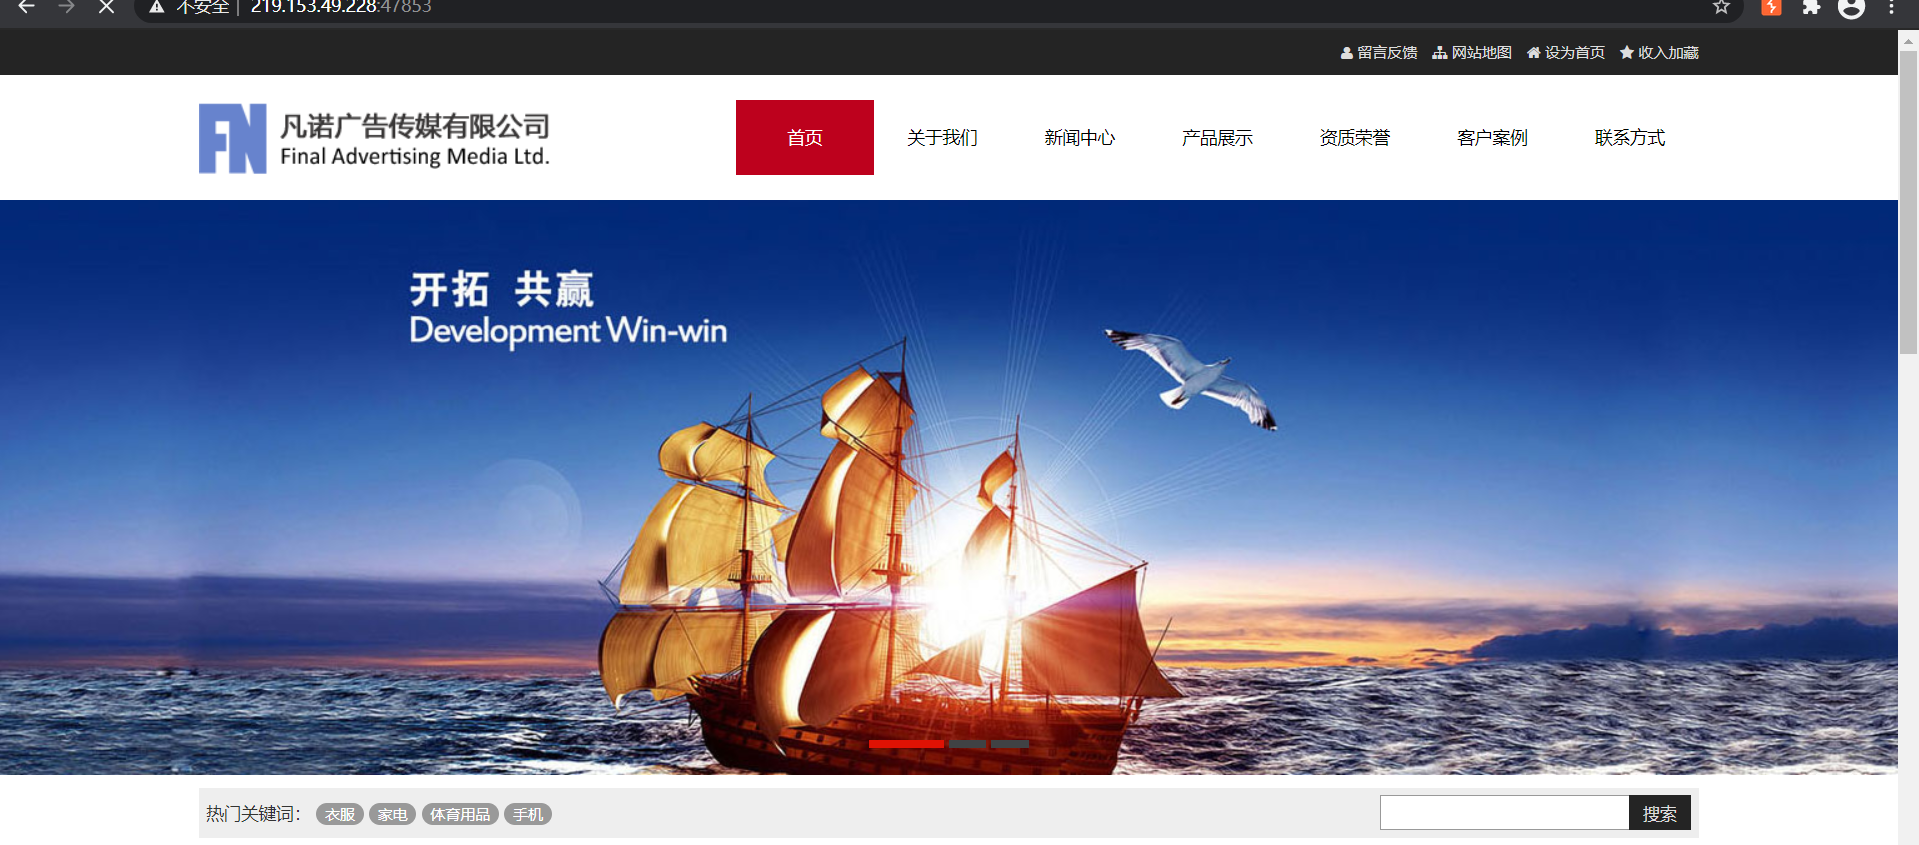 不安全 | 219.153.49.228:47853
留言反馈 网站地图 设为首页 收入加藏
FN 凡诺广告传媒有限公司
Final Advertising Media Ltd.
首页 关于我们 新闻中心 产品展示 资质荣誉 客户案例 联系方式
开拓 共赢
Development Win-win
热门关键词： 衣服 家电 体育用品 手机 搜索